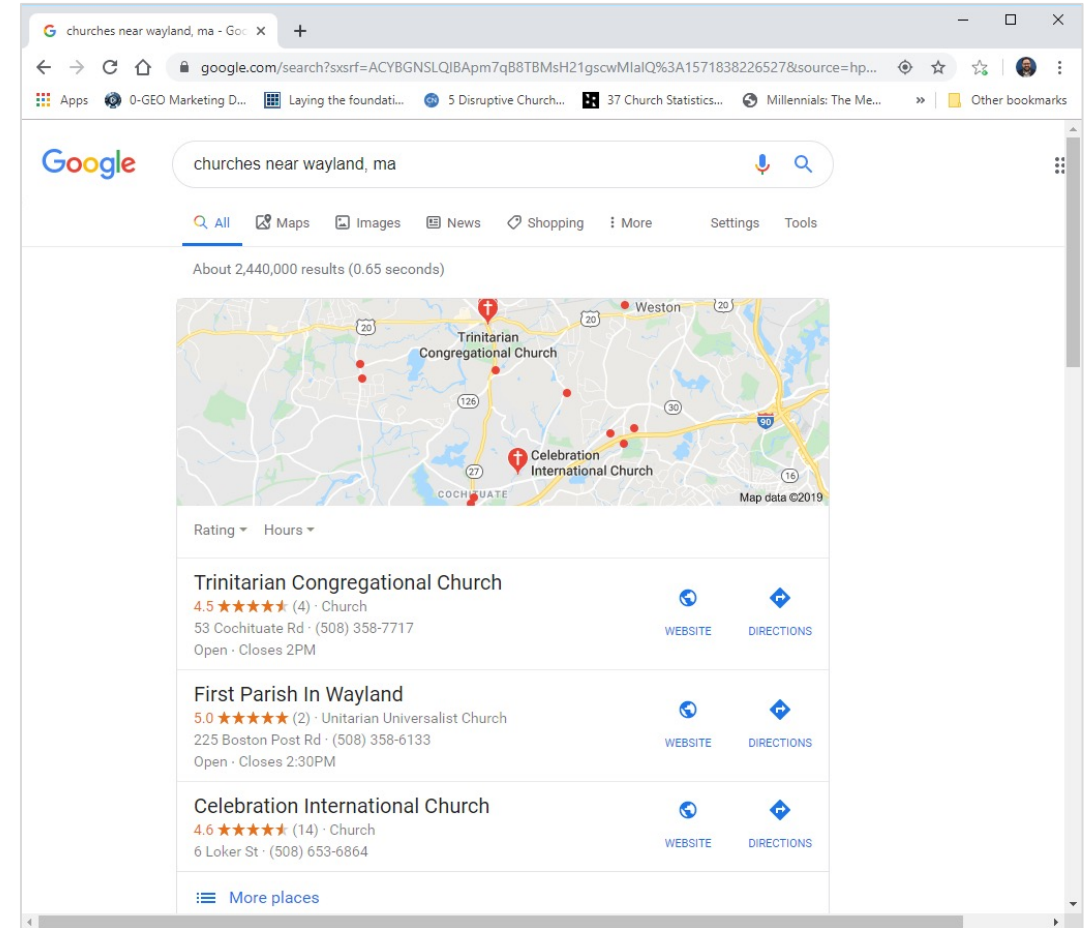 churches near wayland, ma - Goo
google.com/search?sxsrf=ACYBGNSLQIBApm7qB8TBMsH21gscwMIaIQ%3A1571838226527&source=hp...
Apps 0-GEO Marketing D... Laying the foundati... 5 Disruptive Church... 37 Church Statistics... Millennials: The Me... » Other bookmarks
Google
churches near wayland, ma
All Maps Images News Shopping More Settings Tools
About 2,440,000 results (0.65 seconds)
Weston
20
20
20
Trinitarian
Congregational Church
126
30
90
Celebration
International Church
27
16
COCHITUATE
Map data ©2019
Rating Hours
Trinitarian Congregational Church
4.5 ★★★★★ (4) · Church
53 Cochituate Rd · (508) 358-7717
Open · Closes 2PM
WEBSITE DIRECTIONS
First Parish In Wayland
5.0 ★★★★★ (2) · Unitarian Universalist Church
225 Boston Post Rd · (508) 358-6133
Open · Closes 2:30PM
WEBSITE DIRECTIONS
Celebration International Church
4.6 ★★★★★ (14) · Church
6 Loker St · (508) 653-6864
WEBSITE DIRECTIONS
More places